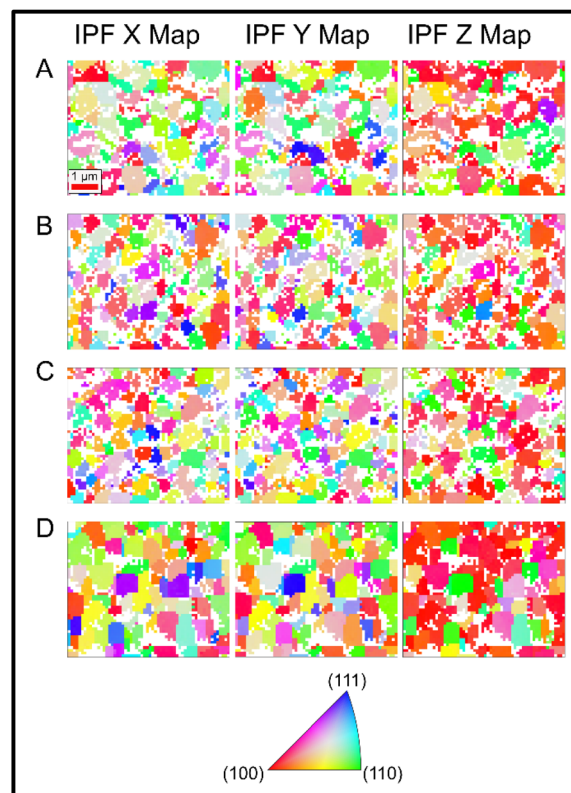 IPF X Map IPF Y Map IPF Z Map
A
1 µm
B
C
D
(111)
(100) (110)